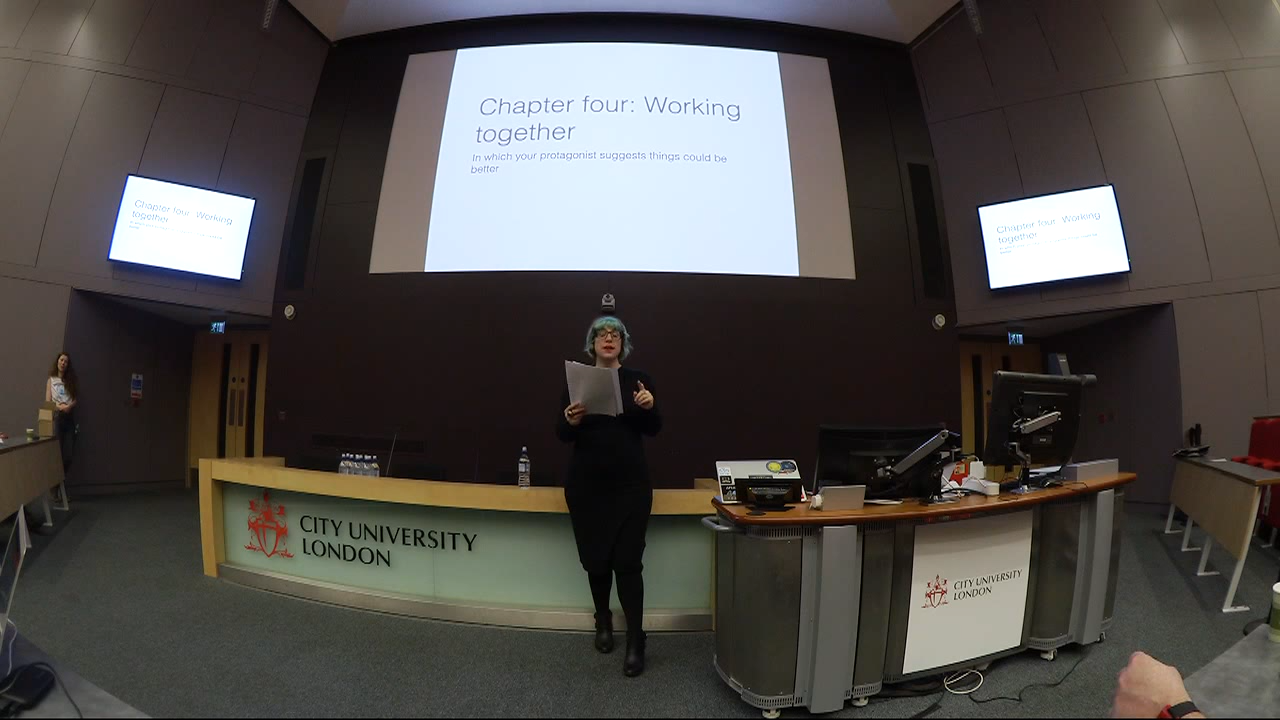 Chapter four: Working
together
In which your protagonist suggests things could be
better
Chapter four: Working
together
Chapter four: Working
together
CITY UNIVERSITY
LONDON
CITY UNIVERSITY
LONDON